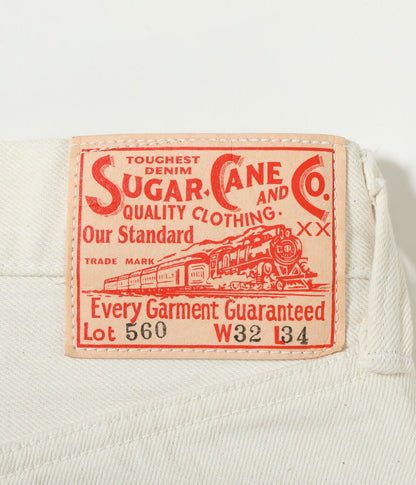 TOUGHEST
DENIM
SUGAR CANE AND CO.
QUALITY CLOTHING.
Our Standard XX
TRADE MARK
Every Garment Guaranteed
Lot 560 W32 L34